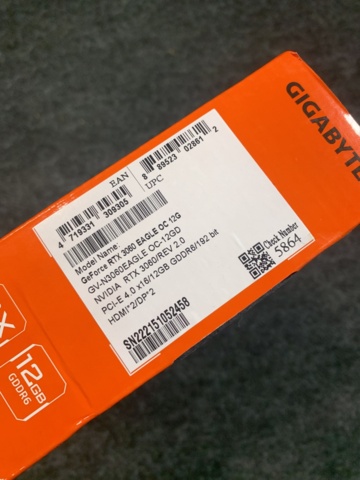 GIGABYTE
EAN
4 719331 309305
UPC
8 89523 02861 2
Model Name:
GeForce RTX 3060 EAGLE OC 12G
GV-N3060EAGLE OC-12GD
NVIDIA RTX 3060/REV 2.0
PCI-E 4.0 x16/12GB GDDR6/192 bit
HDMI*2/DP*2
SN222151052458
Check Number
5864
12GB
GDDR6